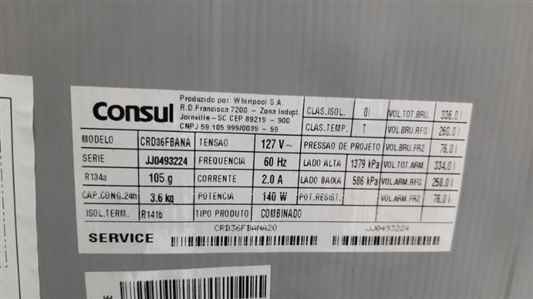 Consul
Produzido por: Whirlpool S.A.
R.D.Francisca 7200 - Zona Indust.
Joinville-SC CEP 89219 - 900
CNPJ 59.105.999/0039 - 50
CLAS.ISOL. 0I VOL.TOT.BRU. 336.0 l
CLAS.TEMP. T VOL.BRU.RFG 260.0 l
MODELO CRD36FBANA TENSAO 127 V~ PRESSAO DE PROJETO VOL.BRU.FRZ 76.0 l
SERIE JJ0493224 FREQUENCIA 60 Hz LADO ALTA 1379 kPa VOL.TOT.ARM. 334.0 l
R134a 105 g CORRENTE 2.0 A LADO BAIXA 586 kPa VOL.ARM.RFG 258.0 l
CAP.CONG.24h 3.6 kg POTENCIA 140 W POT.RESIST. VOL.ARM.FRZ 76.0 l
ISOL.TERM. R141b TIPO PRODUTO COMBINADO
SERVICE CRD36FBANA20 JJ0493224